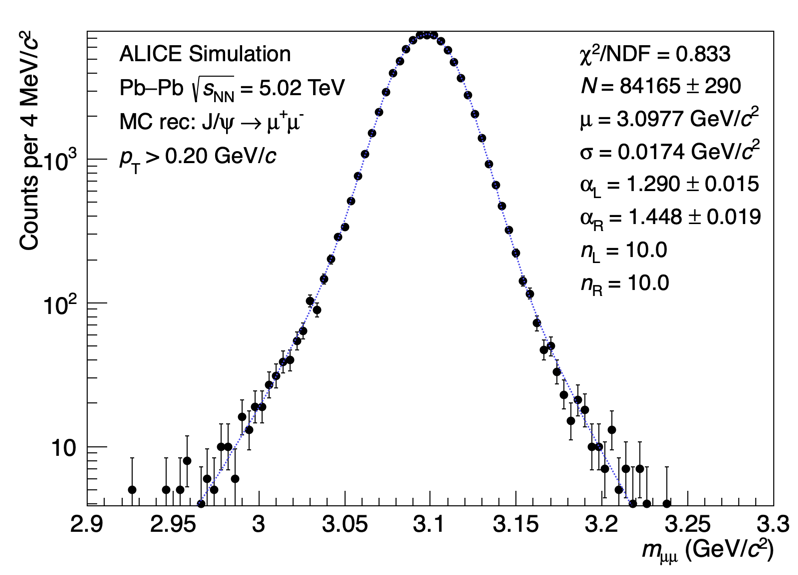 Counts per 4 MeV/c²
ALICE Simulation
Pb–Pb √sNN = 5.02 TeV
MC rec: J/ψ → μ⁺μ⁻
pT > 0.20 GeV/c
χ²/NDF = 0.833
N = 84165 ± 290
μ = 3.0977 GeV/c²
σ = 0.0174 GeV/c²
αL = 1.290 ± 0.015
αR = 1.448 ± 0.019
nL = 10.0
nR = 10.0
10³
10²
10
2.9 2.95 3 3.05 3.1 3.15 3.2 3.25 3.3
mμμ (GeV/c²)